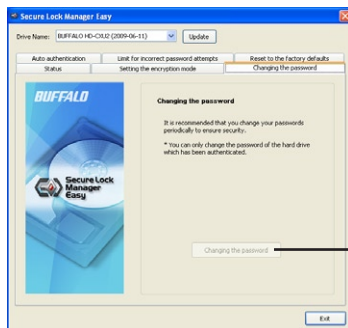 Secure Lock Manager Easy
Drive Name: BUFFALO HD-CXU2 (2009-06-11) Update
Auto authentication Limit for incorrect password attempts Reset to the factory defaults
Status Setting the encryption mode Changing the password
BUFFALO
Secure Lock
Manager
Easy
Changing the password
It is recommended that you change your passwords
periodically to ensure security.
* You can only change the password of the hard drive
which has been authenticated.
Changing the password
Exit